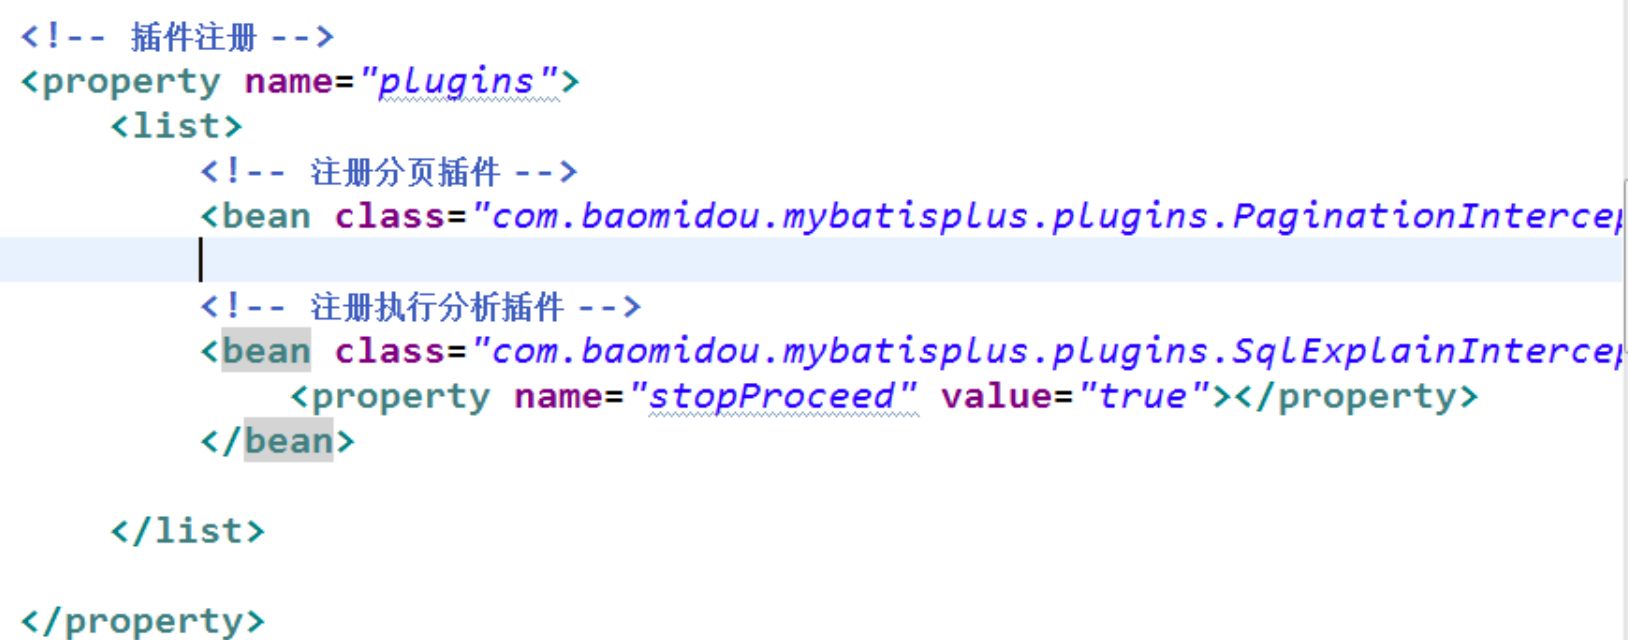 <!-- 插件注册 -->
<property name="plugins">
<list>
<!-- 注册分页插件 -->
<bean class="com.baomidou.mybatisplus.plugins.PaginationIntercep
<!-- 注册执行分析插件 -->
<bean class="com.baomidou.mybatisplus.plugins.SqlExplainIntercep
<property name="stopProceed" value="true"></property>
</bean>
</list>
</property>